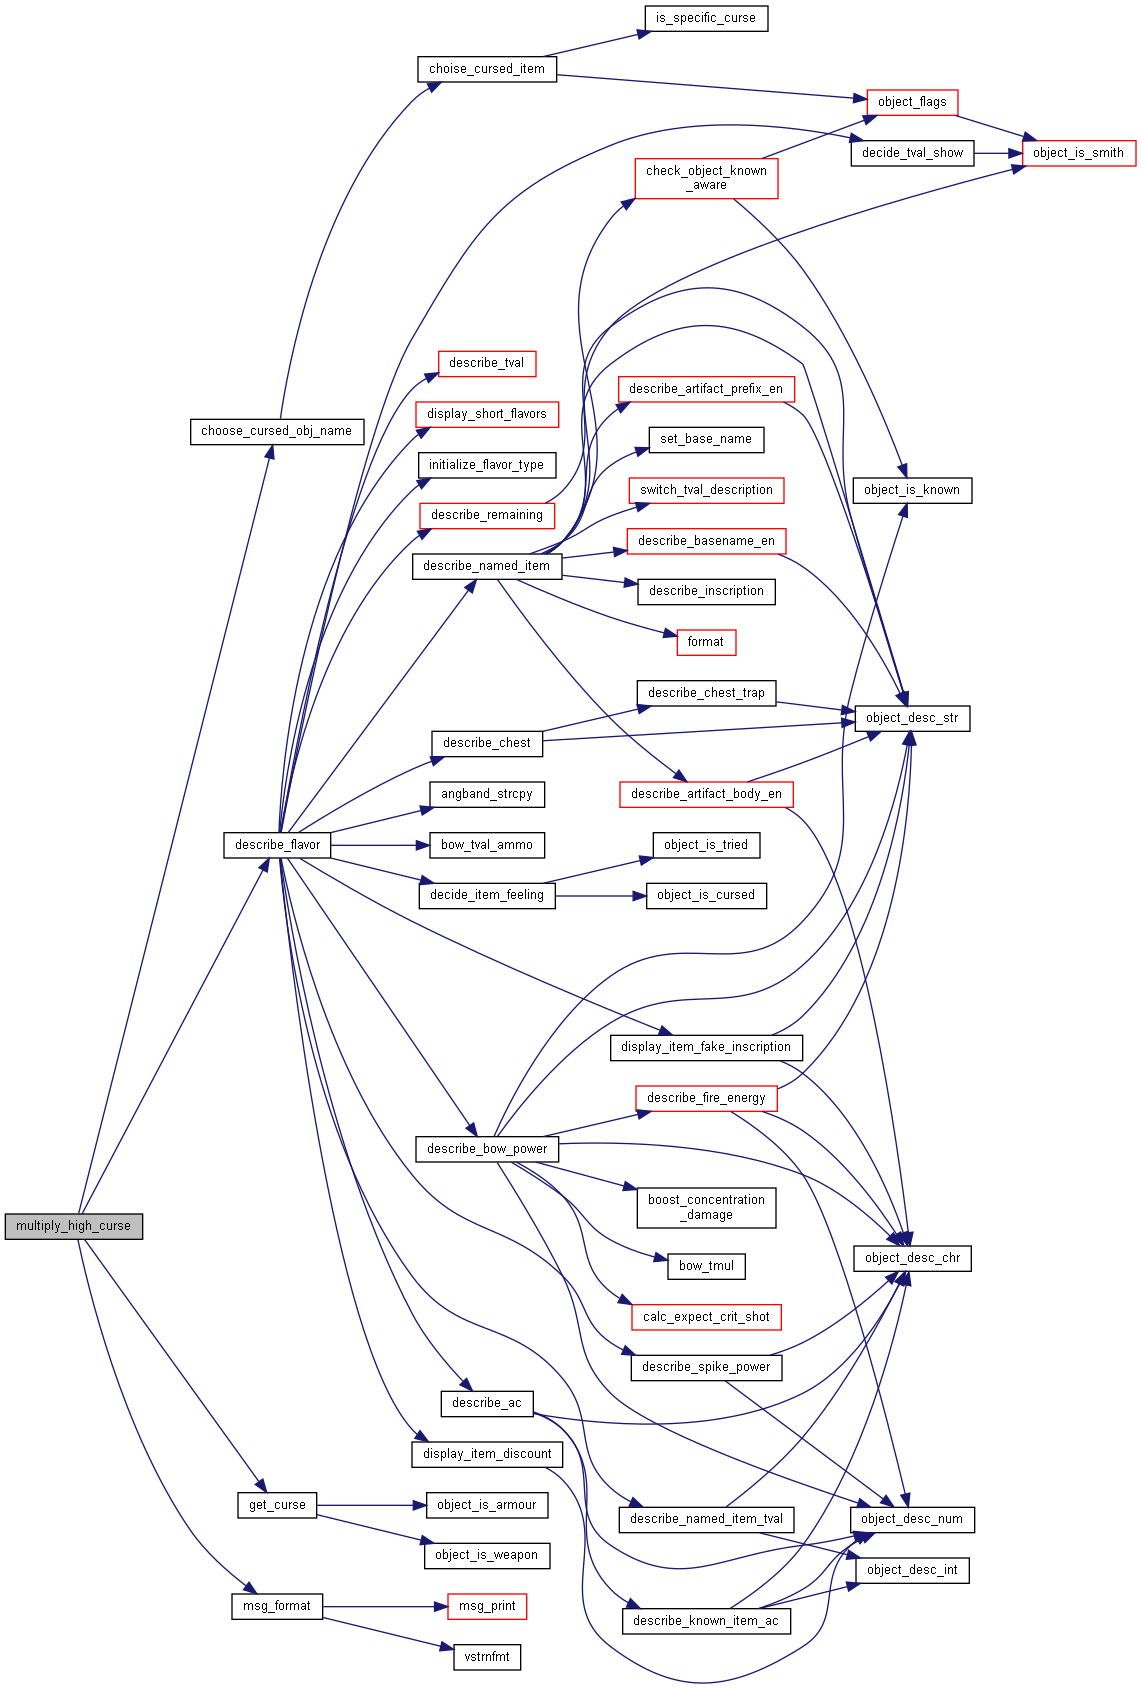 is_specific_curse
choise_cursed_item
object_flags
decide_tval_show
object_is_smith
check_object_known
_aware
describe_tval
describe_artifact_prefix_en
display_short_flavors
choose_cursed_obj_name
set_base_name
initialize_flavor_type
switch_tval_description
object_is_known
describe_remaining
describe_basename_en
describe_named_item
describe_inscription
format
describe_chest_trap
object_desc_str
describe_chest
angband_strcpy
describe_artifact_body_en
describe_flavor
bow_tval_ammo
object_is_tried
decide_item_feeling
object_is_cursed
display_item_fake_inscription
describe_fire_energy
describe_bow_power
boost_concentration
_damage
multiply_high_curse
object_desc_chr
bow_tmul
calc_expect_crit_shot
describe_spike_power
describe_ac
display_item_discount
get_curse
object_is_armour
describe_named_item_tval
object_desc_num
object_is_weapon
object_desc_int
msg_format
msg_print
describe_known_item_ac
vstrnfmt